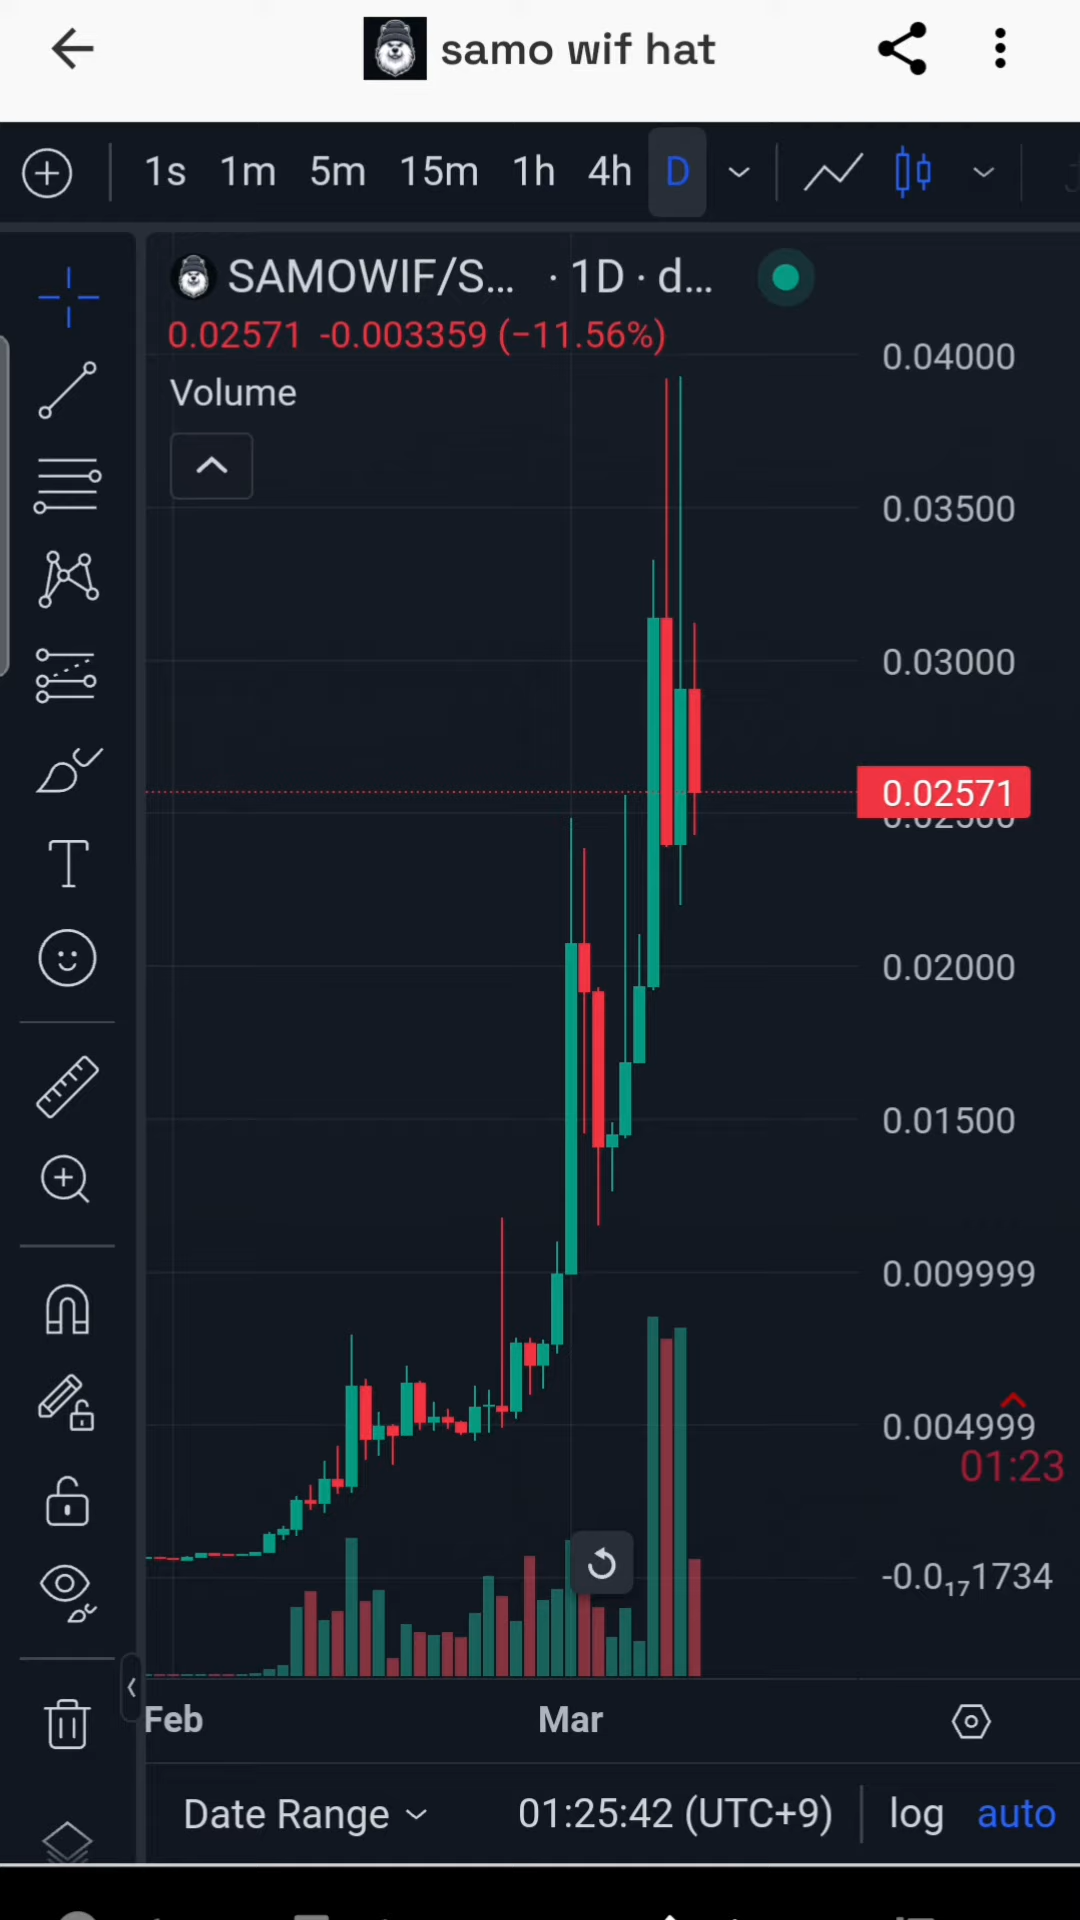 samo wif hat
1s 1m 5m 15m 1h 4h D
SAMOWIF/S... · 1D · d...
0.02571 -0.003359 (−11.56%)
Volume
0.04000
0.03500
0.03000
0.02571
0.02500
0.02000
0.01500
0.009999
0.004999
01:23
-0.0₁₇1734
Feb Mar
Date Range 01:25:42 (UTC+9) log auto